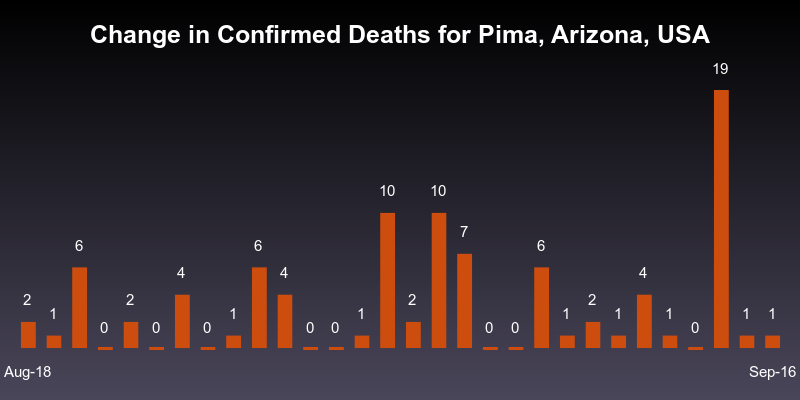 Change in Confirmed Deaths for Pima, Arizona, USA
2 1 6 0 2 0 4 0 1 6 4 0 0 1 10 2 10 7 0 0 6 1 2 1 4 1 0 19 1 1
Aug-18 Sep-16